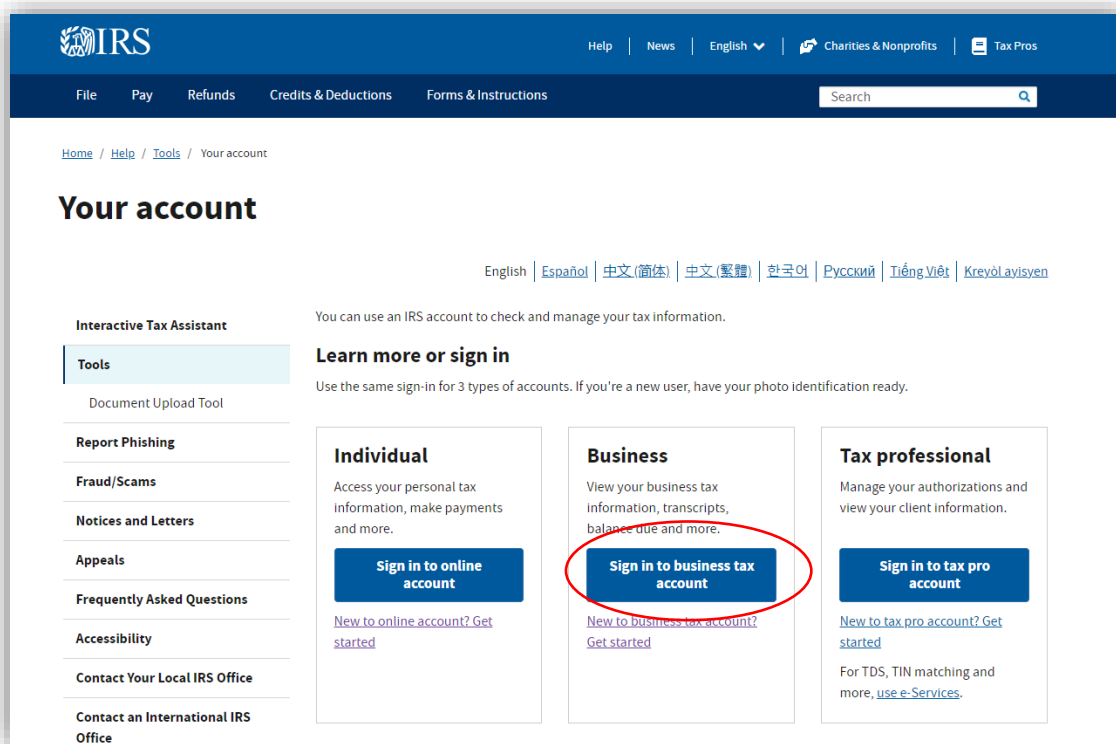 IRS
Help News English Charities & Nonprofits Tax Pros
File Pay Refunds Credits & Deductions Forms & Instructions Search
Home / Help / Tools / Your account
Your account
English Español 中文 (简体) 中文 (繁體) 한국어 Русский Tiếng Việt Kreyòl ayisyen
Interactive Tax Assistant
Tools
Document Upload Tool
Report Phishing
Fraud/Scams
Notices and Letters
Appeals
Frequently Asked Questions
Accessibility
Contact Your Local IRS Office
Contact an International IRS
Office
You can use an IRS account to check and manage your tax information.
Learn more or sign in
Use the same sign-in for 3 types of accounts. If you're a new user, have your photo identification ready.
Individual
Access your personal tax
information, make payments
and more.
Sign in to online
account
New to online account? Get
started
Business
View your business tax
information, transcripts,
balance due and more.
Sign in to business tax
account
New to business tax account?
Get started
Tax professional
Manage your authorizations and
view your client information.
Sign in to tax pro
account
New to tax pro account? Get
started
For TDS, TIN matching and
more, use e-Services.